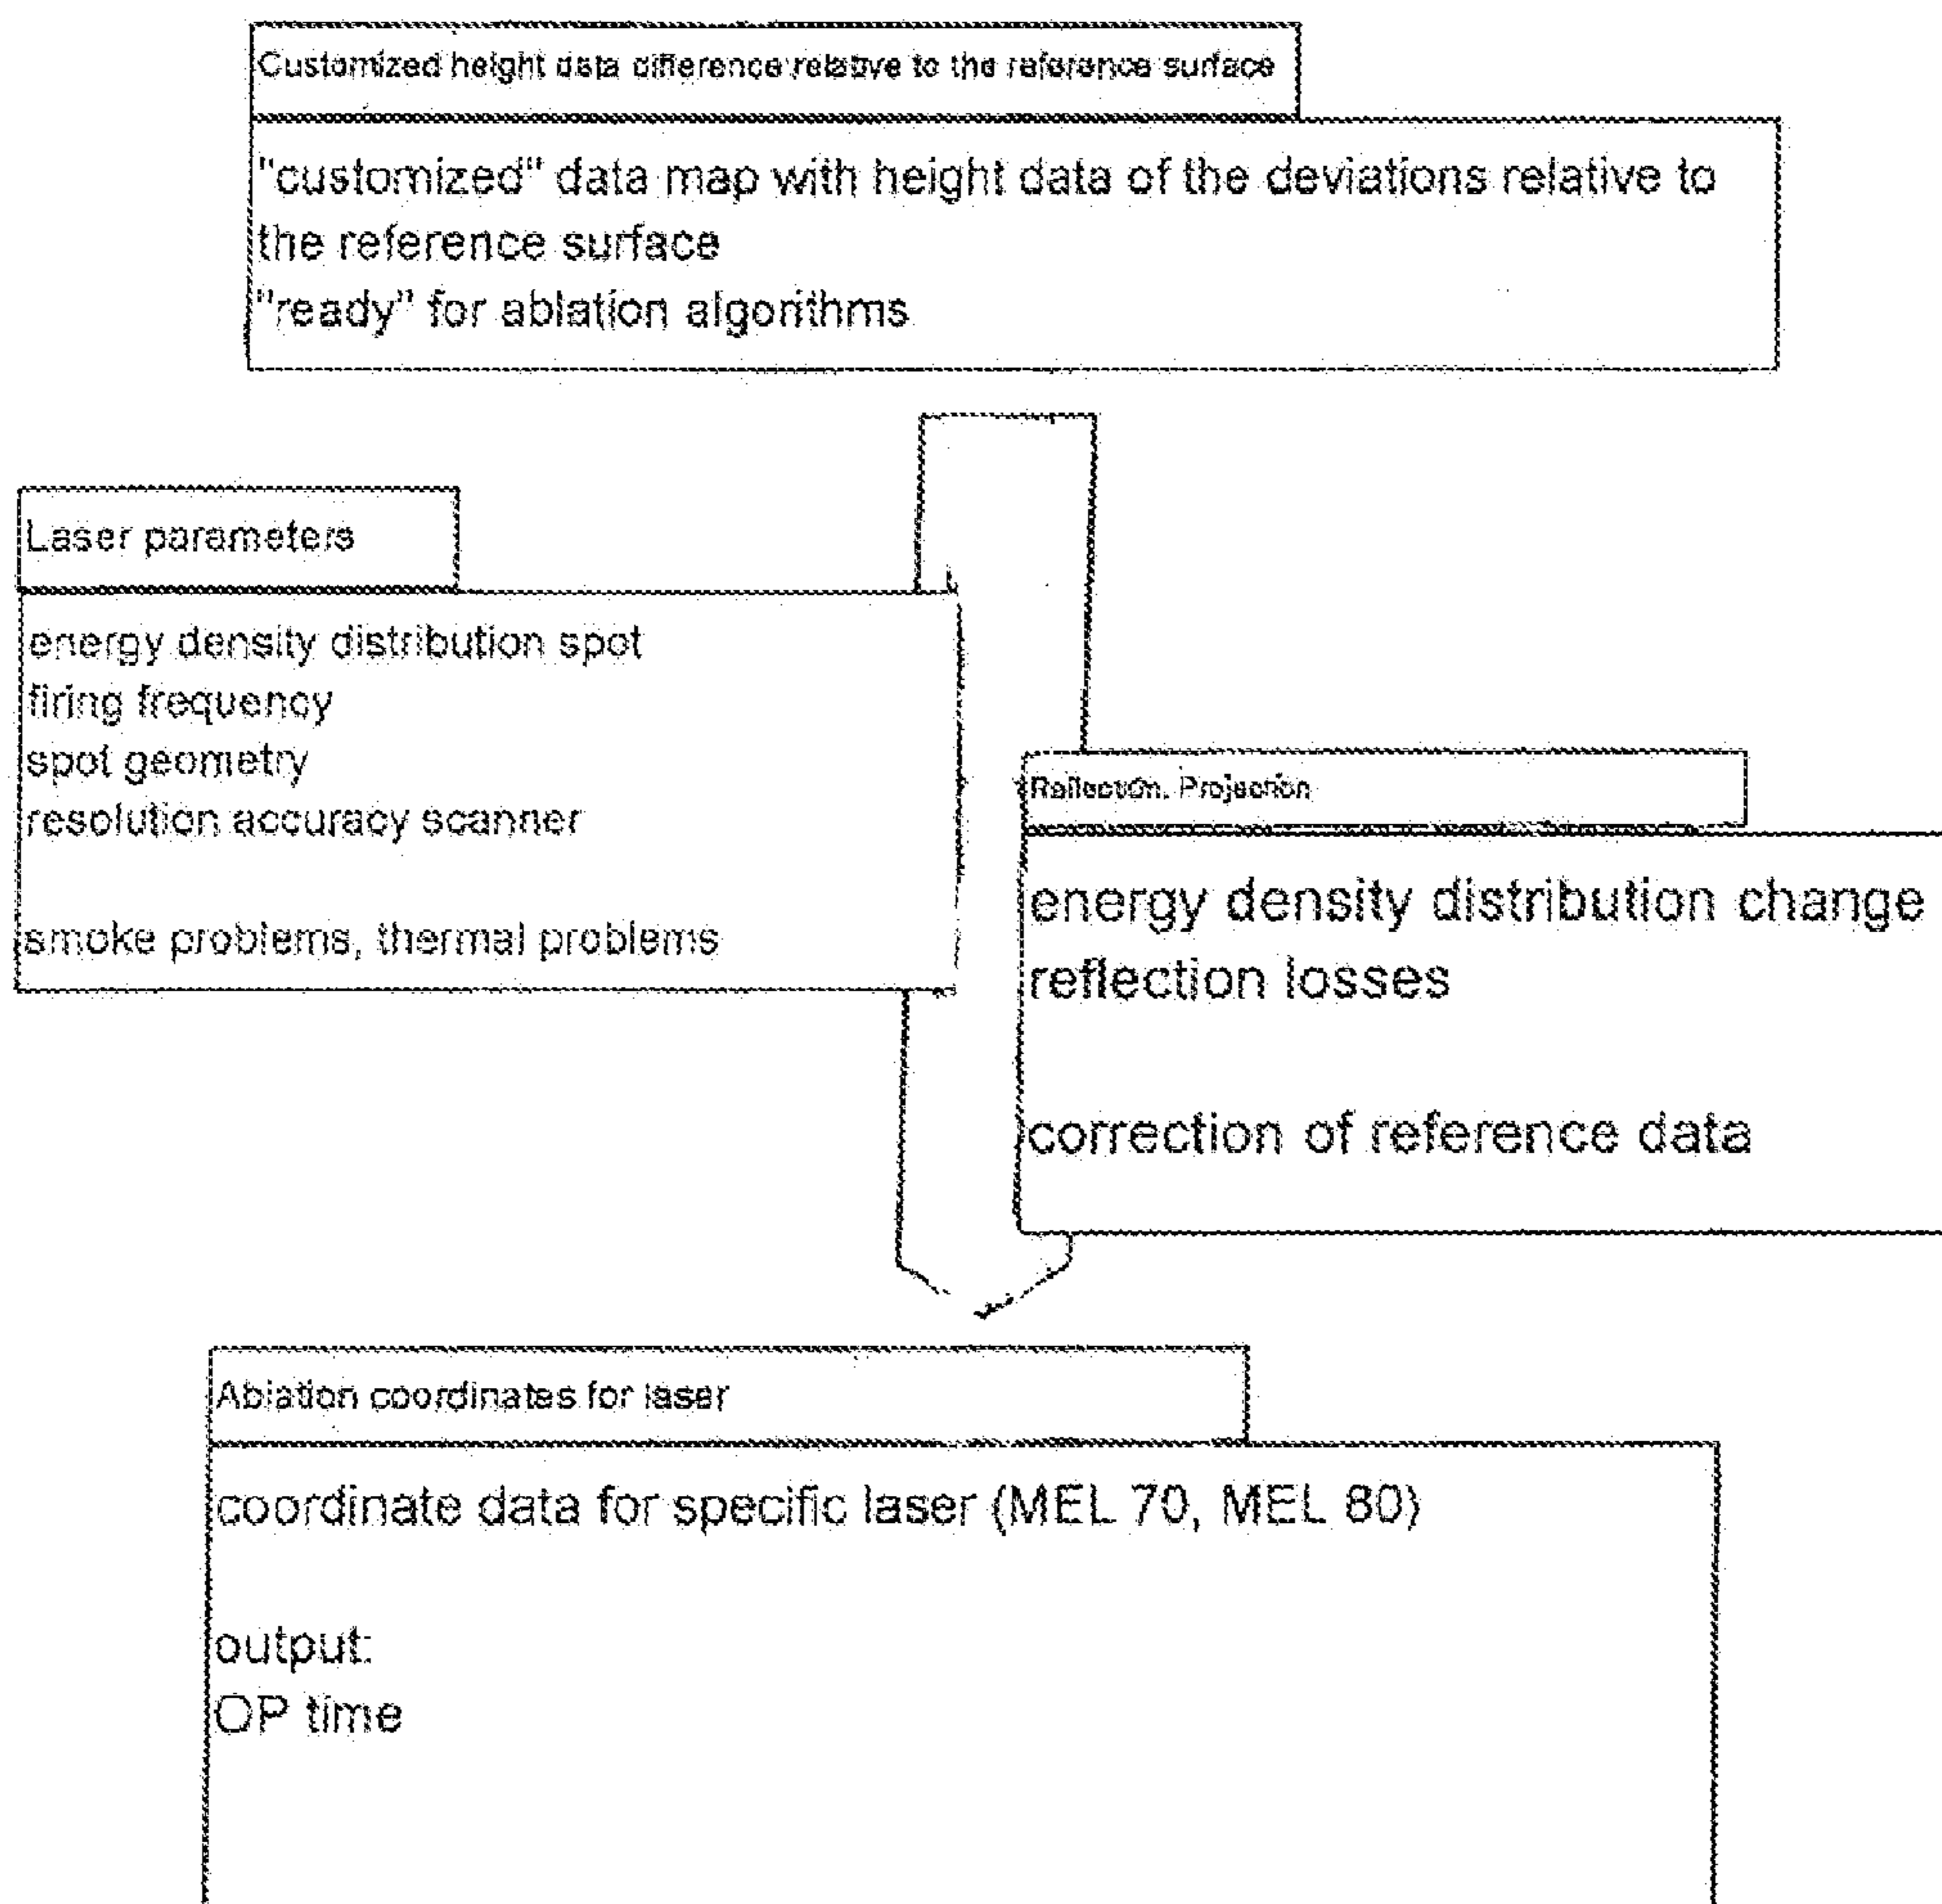 Customized height data difference relative to the reference surface
"customized" data map with height data of the deviations relative to
the reference surface
"ready" for ablation algorithms
Laser parameters
energy density distribution spot
firing frequency
spot geometry
resolution accuracy scanner
smoke problems, thermal problems
Reflection, Projection
energy density distribution change
reflection losses
correction of reference data
Ablation coordinates for laser
coordinate data for specific laser (MEL 70, MEL 80)
output:
OP time